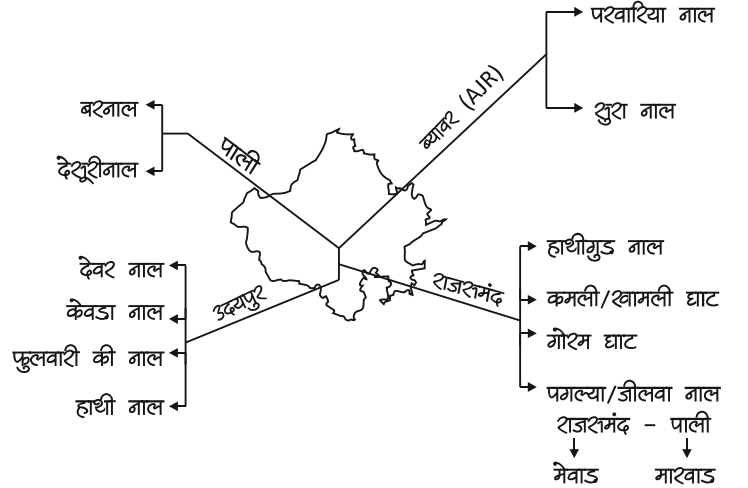 परवारिया नाल
ब्यावर (AJR)
सुरा नाल
बरनाल
पाली
देसूरीनाल
हाथीगुड नाल
देवर नाल
राजसमंद
उदयपुर
कमली/खामली घाट
केवडा नाल
गोरम घाट
फुलवारी की नाल
पगल्या/जीलवा नाल
हाथी नाल
राजसमंद - पाली
मेवाड मारवाड